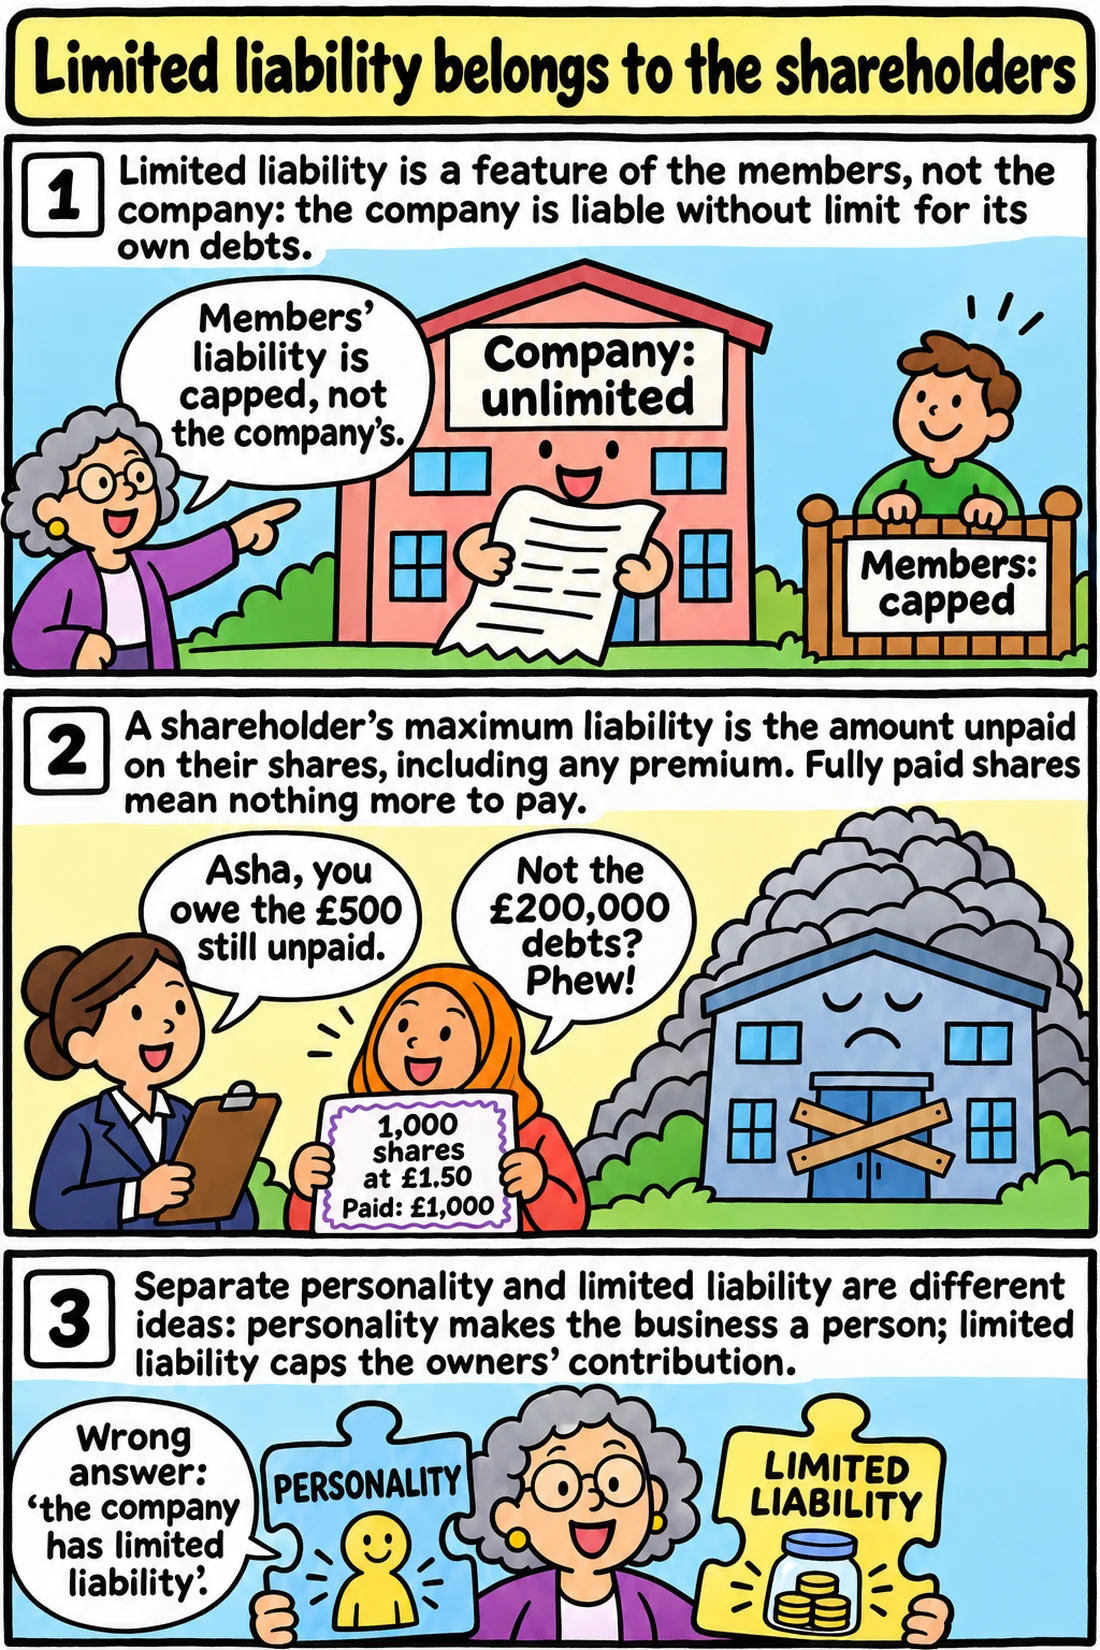 Limited liability belongs to the shareholders
1
Limited liability is a feature of the members, not the
company: the company is liable without limit for its
own debts.
Members'
liability is
capped, not
the company's.
Company:
unlimited
Members:
capped
2
A shareholder's maximum liability is the amount unpaid
on their shares, including any premium. Fully paid shares
mean nothing more to pay.
Asha, you
owe the £500
still unpaid.
Not the
£200,000
debts?
Phew!
1,000
shares
at £1.50
Paid: £1,000
3
Separate personality and limited liability are different
ideas: personality makes the business a person; limited
liability caps the owners' contribution.
Wrong
answer:
'the company
has limited
liability'.
PERSONALITY
LIMITED
LIABILITY